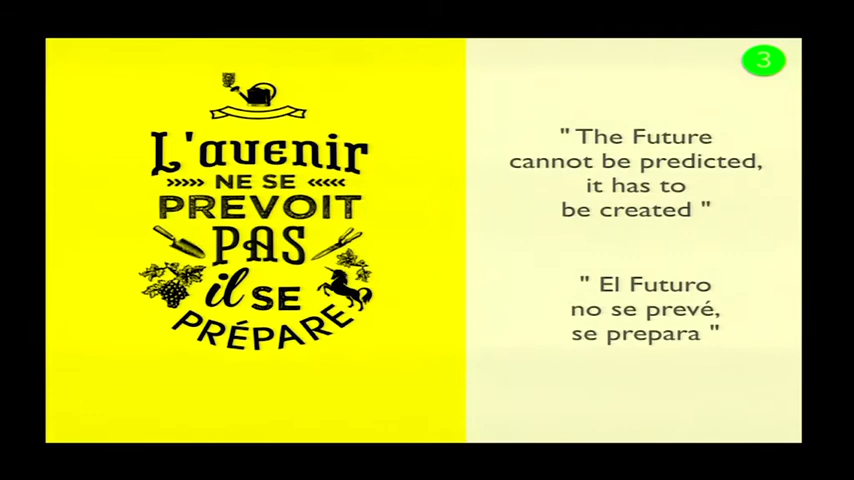 L'avenir
NE SE
PREVOIT
PAS
il SE
PRÉPARE
3
" The Future
cannot be predicted,
it has to
be created "
" El Futuro
no se prevé,
se prepara "